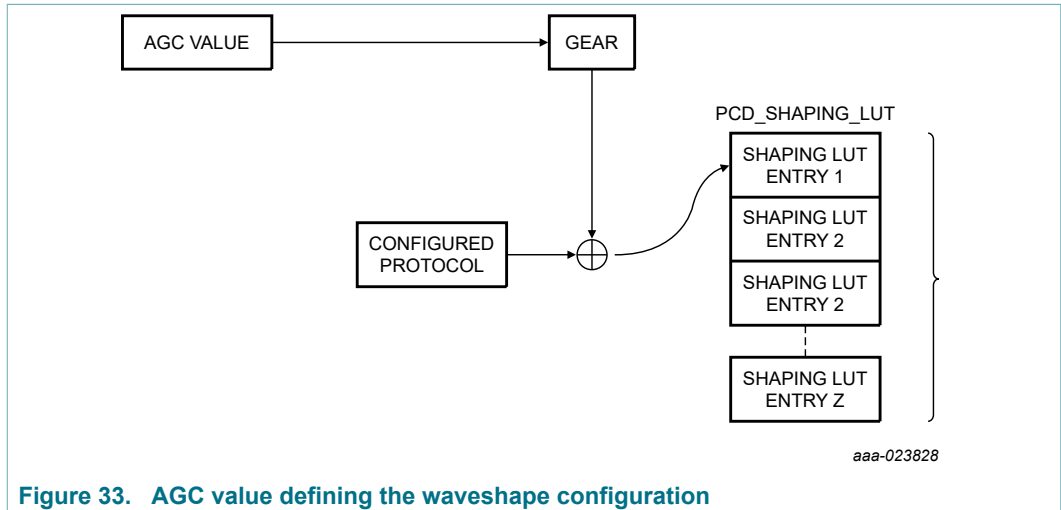 AGC VALUE
GEAR
PCD_SHAPING_LUT
SHAPING LUT
ENTRY 1
SHAPING LUT
ENTRY 2
CONFIGURED
PROTOCOL
SHAPING LUT
ENTRY 2
SHAPING LUT
ENTRY Z
aaa-023828
Figure 33. AGC value defining the waveshape configuration